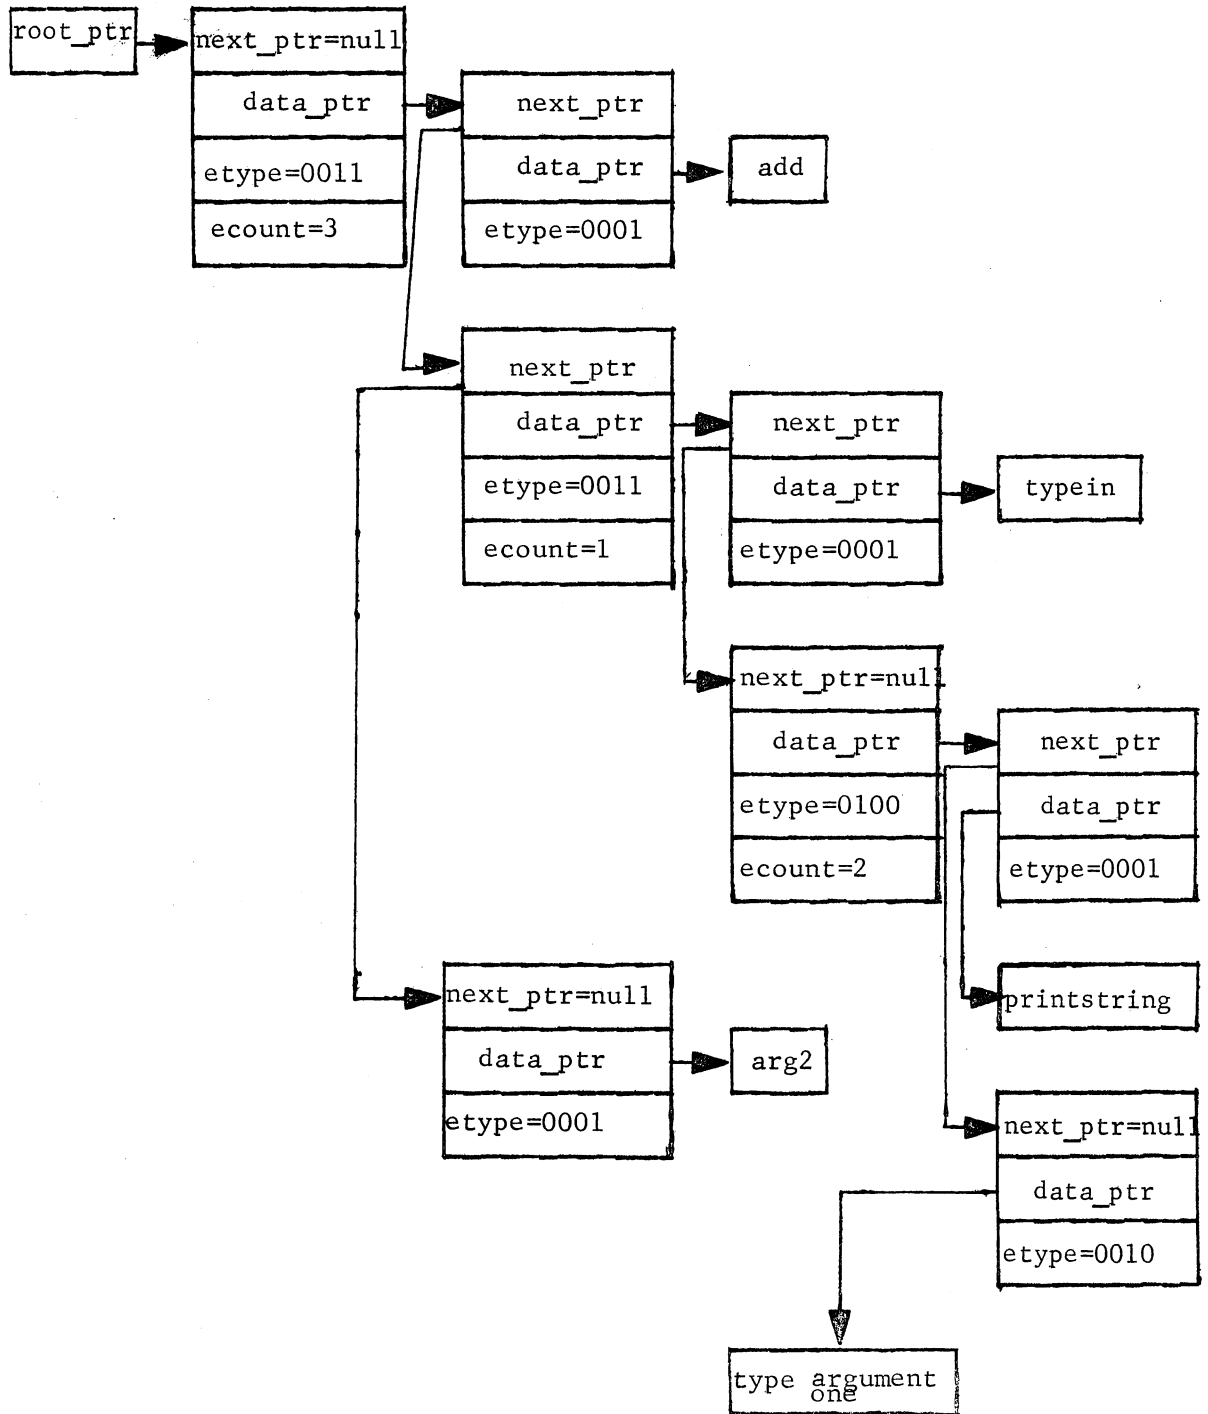 root_ptr
next_ptr=null
data_ptr
etype=0011
ecount=3
next_ptr
data_ptr
etype=0001
add
next_ptr
data_ptr
etype=0011
ecount=1
next_ptr
data_ptr
etype=0001
typein
next_ptr=null
data_ptr
etype=0100
ecount=2
next_ptr
data_ptr
etype=0001
printstring
next_ptr=null
data_ptr
etype=0001
arg2
next_ptr=null
data_ptr
etype=0010
type argument
one